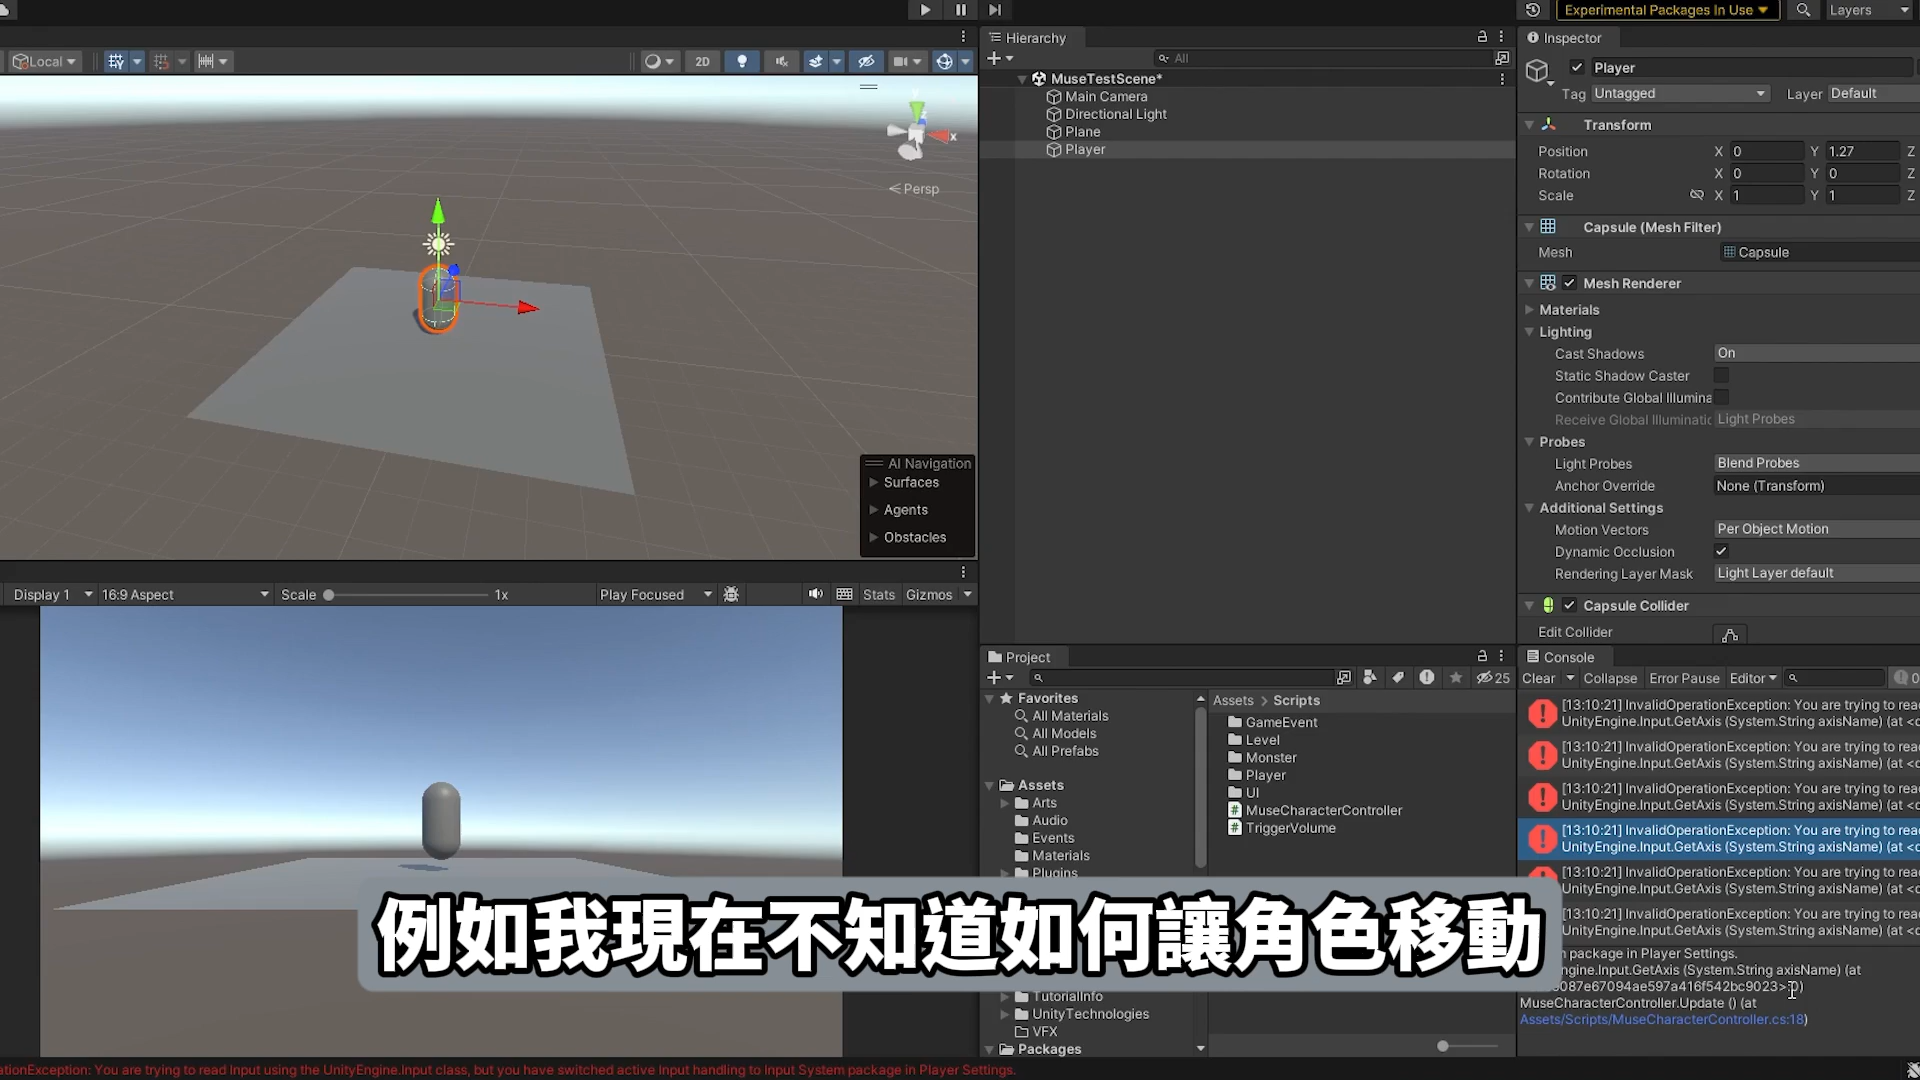 Experimental Packages In Use
Layers
Local
2D
y
x
Persp
AI Navigation
Surfaces
Agents
Obstacles
Display 1
16:9 Aspect
Scale
1x
Play Focused
Stats
Gizmos
Hierarchy
All
MuseTestScene*
Main Camera
Directional Light
Plane
Player
Project
25
Favorites
All Materials
All Models
All Prefabs
Assets
Arts
Audio
Events
Materials
Plugins
TutorialInfo
UnityTechnologies
VFX
Packages
Assets > Scripts
GameEvent
Level
Monster
Player
UI
MuseCharacterController
TriggerVolume
Inspector
Player
Tag Untagged Layer Default
Transform
Position X 0 Y 1.27 Z
Rotation X 0 Y 0 Z
Scale X 1 Y 1 Z
Capsule (Mesh Filter)
Mesh Capsule
Mesh Renderer
Materials
Lighting
Cast Shadows On
Static Shadow Caster
Contribute Global Illumina
Receive Global Illuminatic Light Probes
Probes
Light Probes Blend Probes
Anchor Override None (Transform)
Additional Settings
Motion Vectors Per Object Motion
Dynamic Occlusion
Rendering Layer Mask Light Layer default
Capsule Collider
Edit Collider
Console
Clear Collapse Error Pause Editor 0
[13:10:21] InvalidOperationException: You are trying to read
UnityEngine.Input.GetAxis (System.String axisName) (at <c
[13:10:21] InvalidOperationException: You are trying to read
UnityEngine.Input.GetAxis (System.String axisName) (at <c
[13:10:21] InvalidOperationException: You are trying to read
UnityEngine.Input.GetAxis (System.String axisName) (at <c
[13:10:21] InvalidOperationException: You are trying to read
UnityEngine.Input.GetAxis (System.String axisName) (at <c
[13:10:21] InvalidOperationException: You are trying to read
UnityEngine.Input.GetAxis (System.String axisName) (at <c
[13:10:21] InvalidOperationException: You are trying to read
UnityEngine.Input.GetAxis (System.String axisName) (at <c
package in Player Settings.
ngine.Input.GetAxis (System.String axisName) (at
087e67094ae597a416f542bc9023>:0)
MuseCharacterController.Update () (at
Assets/Scripts/MuseCharacterController.cs:18)
例如我現在不知道如何讓角色移動
ationException: You are trying to read Input using the UnityEngine.Input class, but you have switched active Input handling to Input System package in Player Settings.